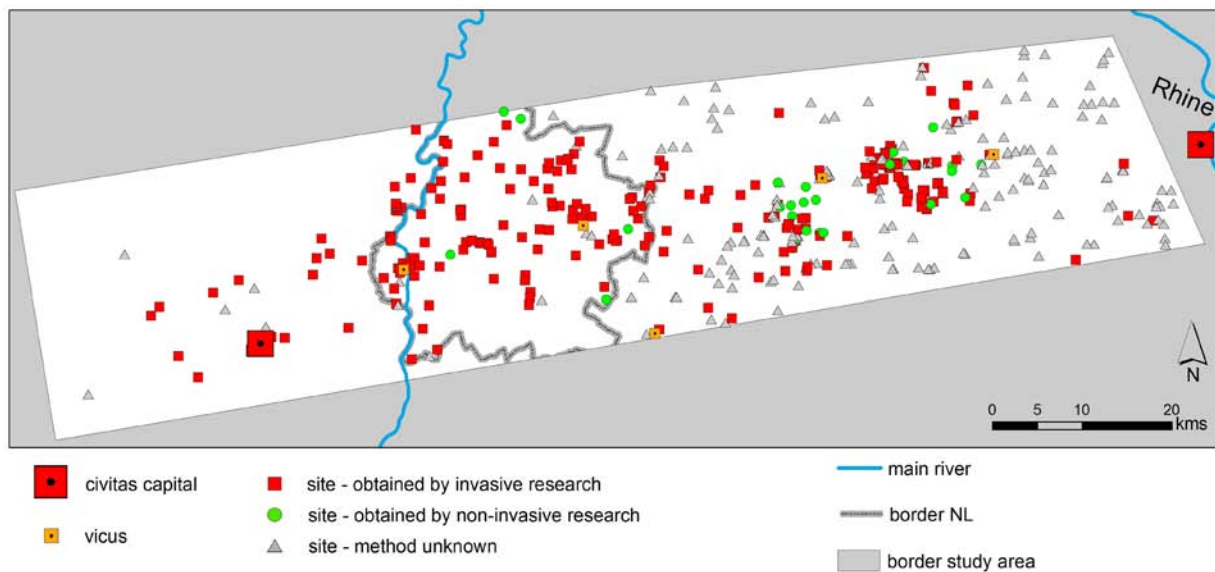 Rhine
N
0 5 10 20
kms
civitas capital
vicus
site - obtained by invasive research
site - obtained by non-invasive research
site - method unknown
main river
border NL
border study area